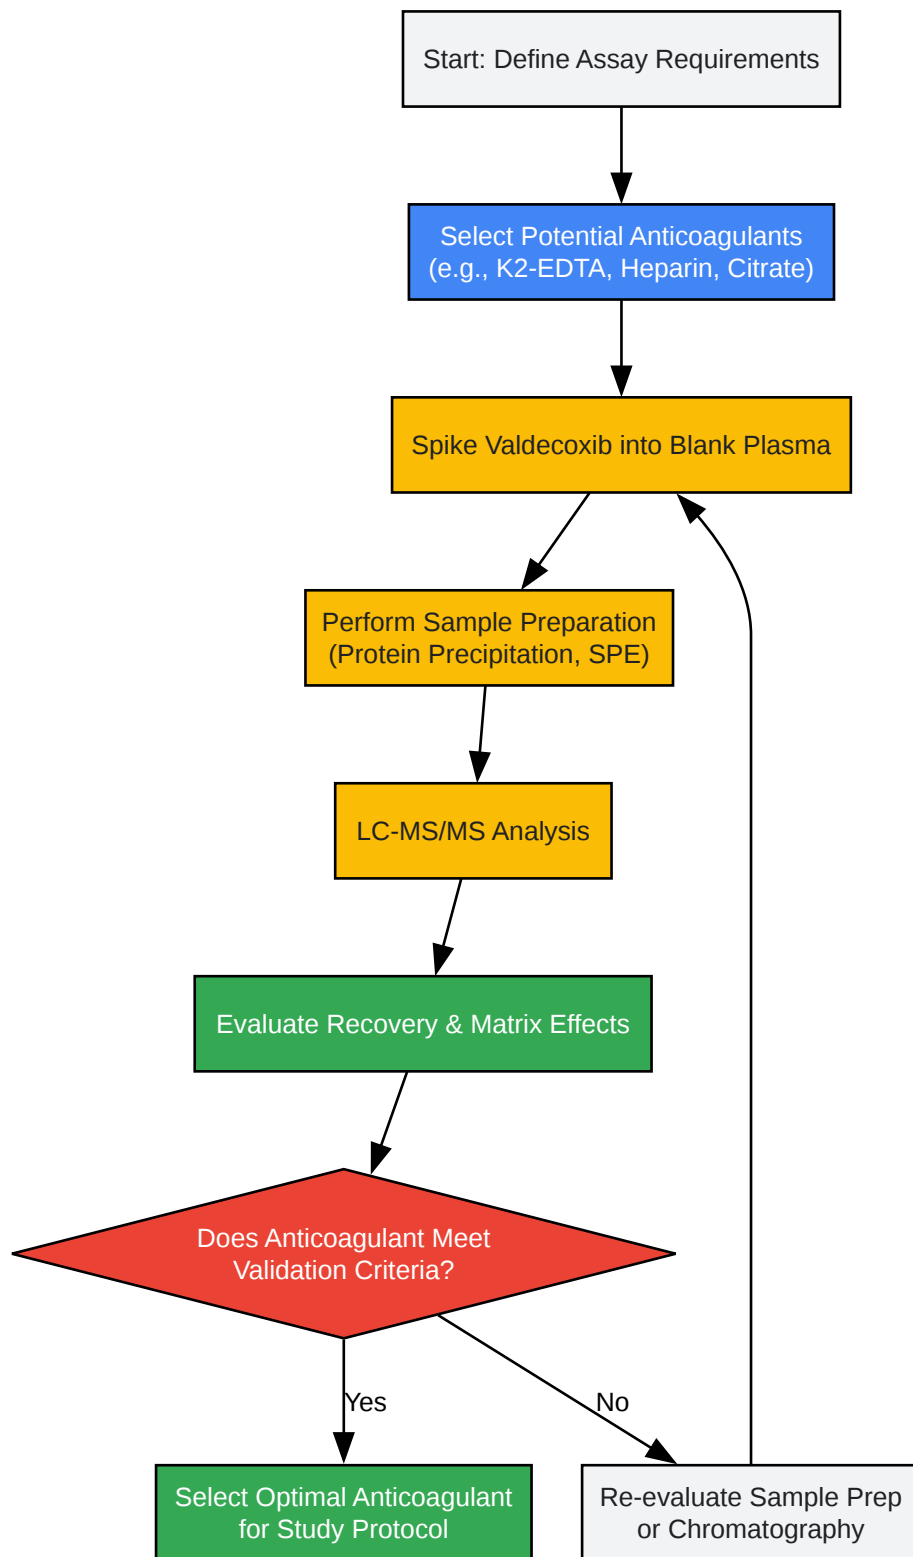 Start: Define Assay Requirements
Select Potential Anticoagulants
(e.g., K2-EDTA, Heparin, Citrate)
Spike Valdecoxib into Blank Plasma
Perform Sample Preparation
(Protein Precipitation, SPE)
LC-MS/MS Analysis
Evaluate Recovery & Matrix Effects
Does Anticoagulant Meet
Validation Criteria?
Yes
No
Select Optimal Anticoagulant
for Study Protocol
Re-evaluate Sample Prep
or Chromatography